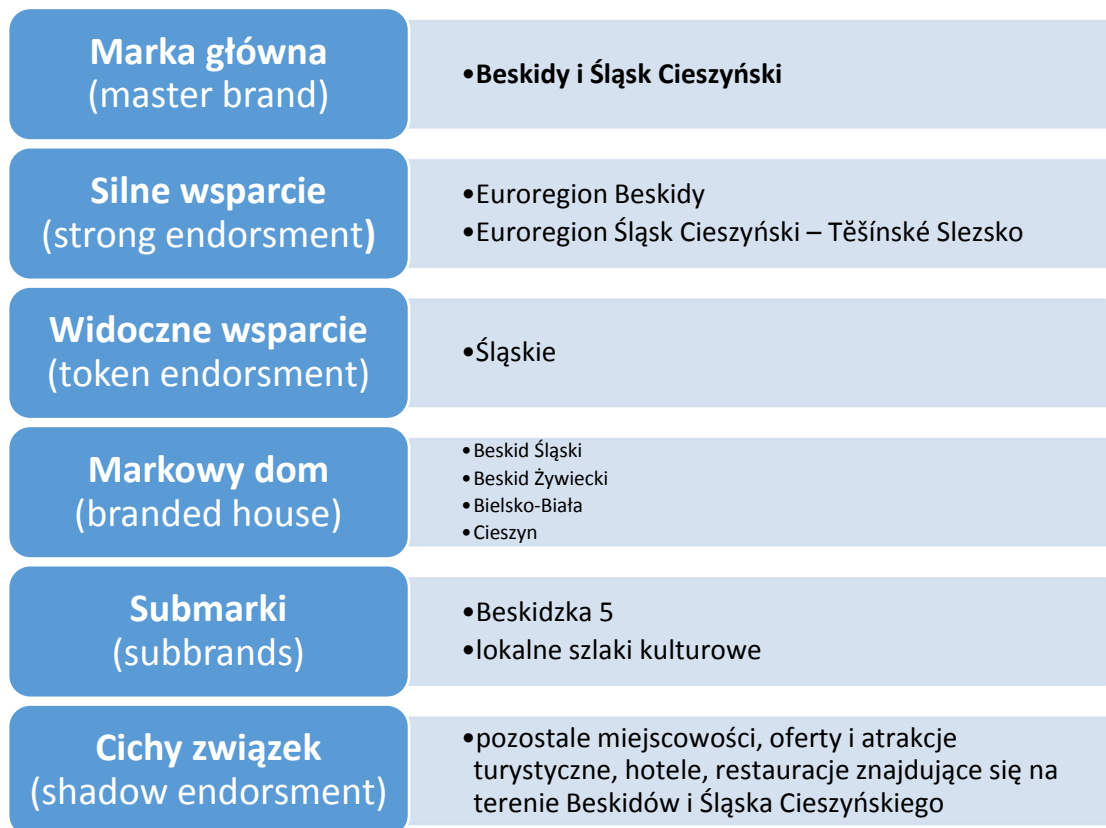 Marka główna
(master brand)
•Beskidy i Śląsk Cieszyński
Silne wsparcie
(strong endorsment)
•Euroregion Beskidy
•Euroregion Śląsk Cieszyński – Těšínské Slezsko
Widoczne wsparcie
(token endorsment)
•Śląskie
Markowy dom
(branded house)
•Beskid Śląski
•Beskid Żywiecki
•Bielsko-Biała
•Cieszyn
Submarki
(subbrands)
•Beskidzka 5
•lokalne szlaki kulturowe
Cichy związek
(shadow endorsment)
•pozostałe miejscowości, oferty i atrakcje
turystyczne, hotele, restauracje znajdujące się na
terenie Beskidów i Śląska Cieszyńskiego